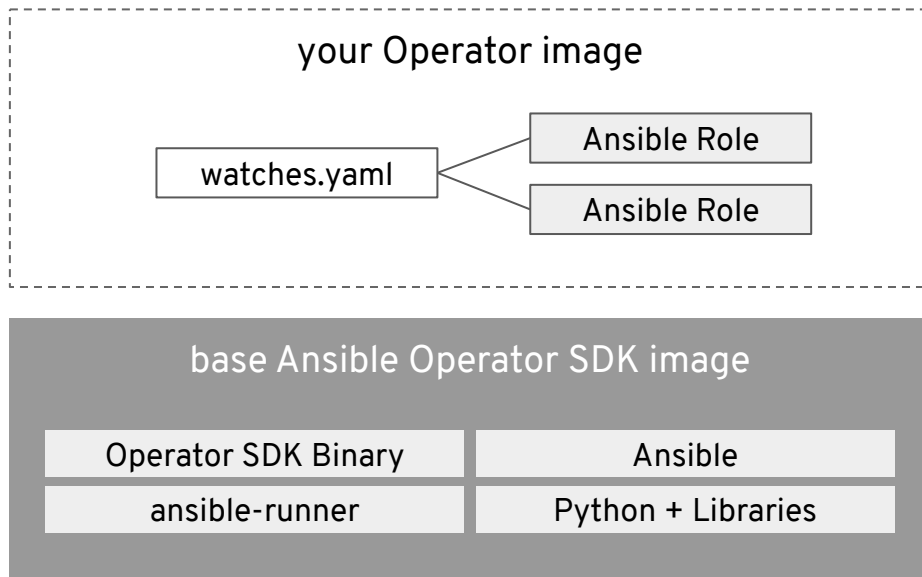 your Operator image
Ansible Role
watches.yaml
Ansible Role
base Ansible Operator SDK image
Operator SDK Binary
Ansible
ansible-runner
Python + Libraries